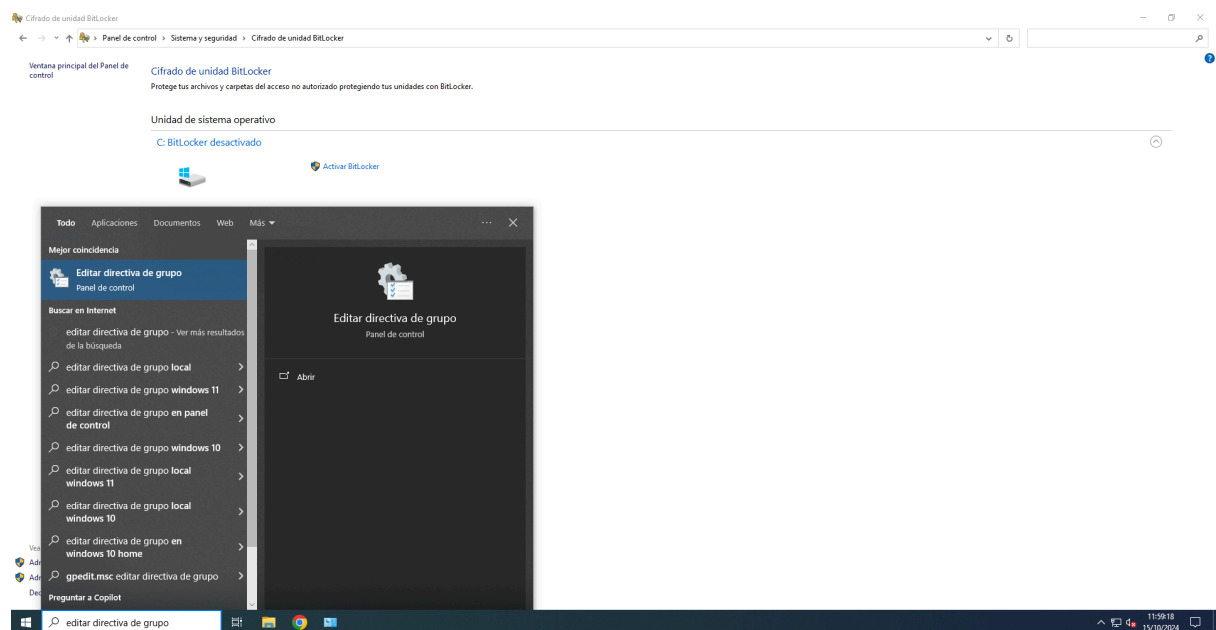 Cifrado de unidad BitLocker
Panel de control > Sistema y seguridad > Cifrado de unidad BitLocker
Ventana principal del Panel de
control
Cifrado de unidad BitLocker
Protege tus archivos y carpetas del acceso no autorizado protegiendo tus unidades con BitLocker.
Unidad de sistema operativo
C: BitLocker desactivado
Activar BitLocker
Todo Aplicaciones Documentos Web Más
Mejor coincidencia
Editar directiva de grupo
Panel de control
Buscar en Internet
editar directiva de grupo - Ver más resultados
de la búsqueda
editar directiva de grupo local
editar directiva de grupo windows 11
editar directiva de grupo en panel
de control
editar directiva de grupo windows 10
editar directiva de grupo local
windows 11
editar directiva de grupo local
windows 10
editar directiva de grupo en
windows 10 home
gpedit.msc editar directiva de grupo
Preguntar a Copilot
Editar directiva de grupo
Panel de control
Abrir
editar directiva de grupo
11:59:18
15/10/2024